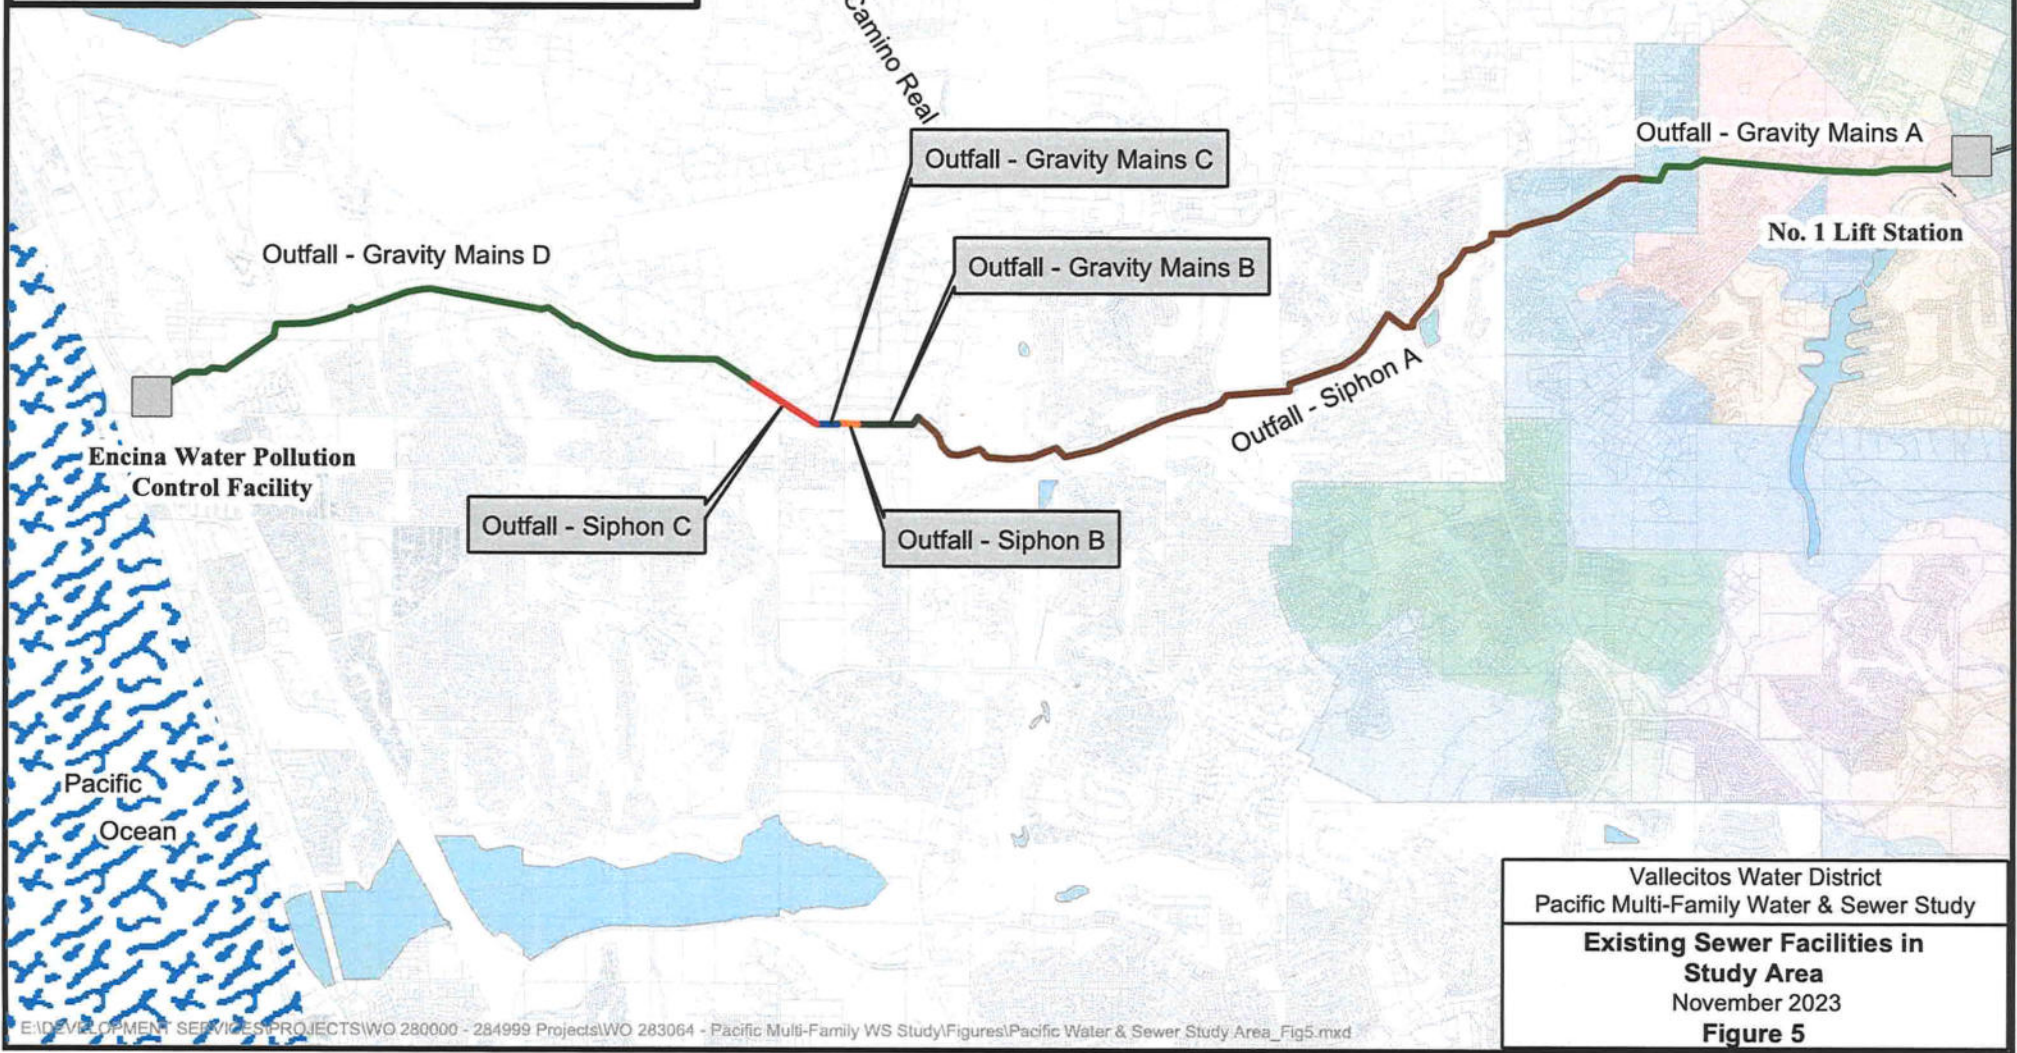 Camino Real
Outfall - Gravity Mains C
Outfall - Gravity Mains A
Outfall - Gravity Mains D
Outfall - Gravity Mains B
No. 1 Lift Station
Outfall - Siphon A
Encina Water Pollution
Control Facility
Outfall - Siphon C
Outfall - Siphon B
Pacific
Ocean
Vallecitos Water District
Pacific Multi-Family Water & Sewer Study
Existing Sewer Facilities in
Study Area
November 2023
Figure 5
E:\DEVELOPMENT SERVICES\PROJECTS\WO 280000 - 284999 Projects\WO 283064 - Pacific Multi-Family WS Study\Figures\Pacific Water & Sewer Study Area_Fig5.mxd